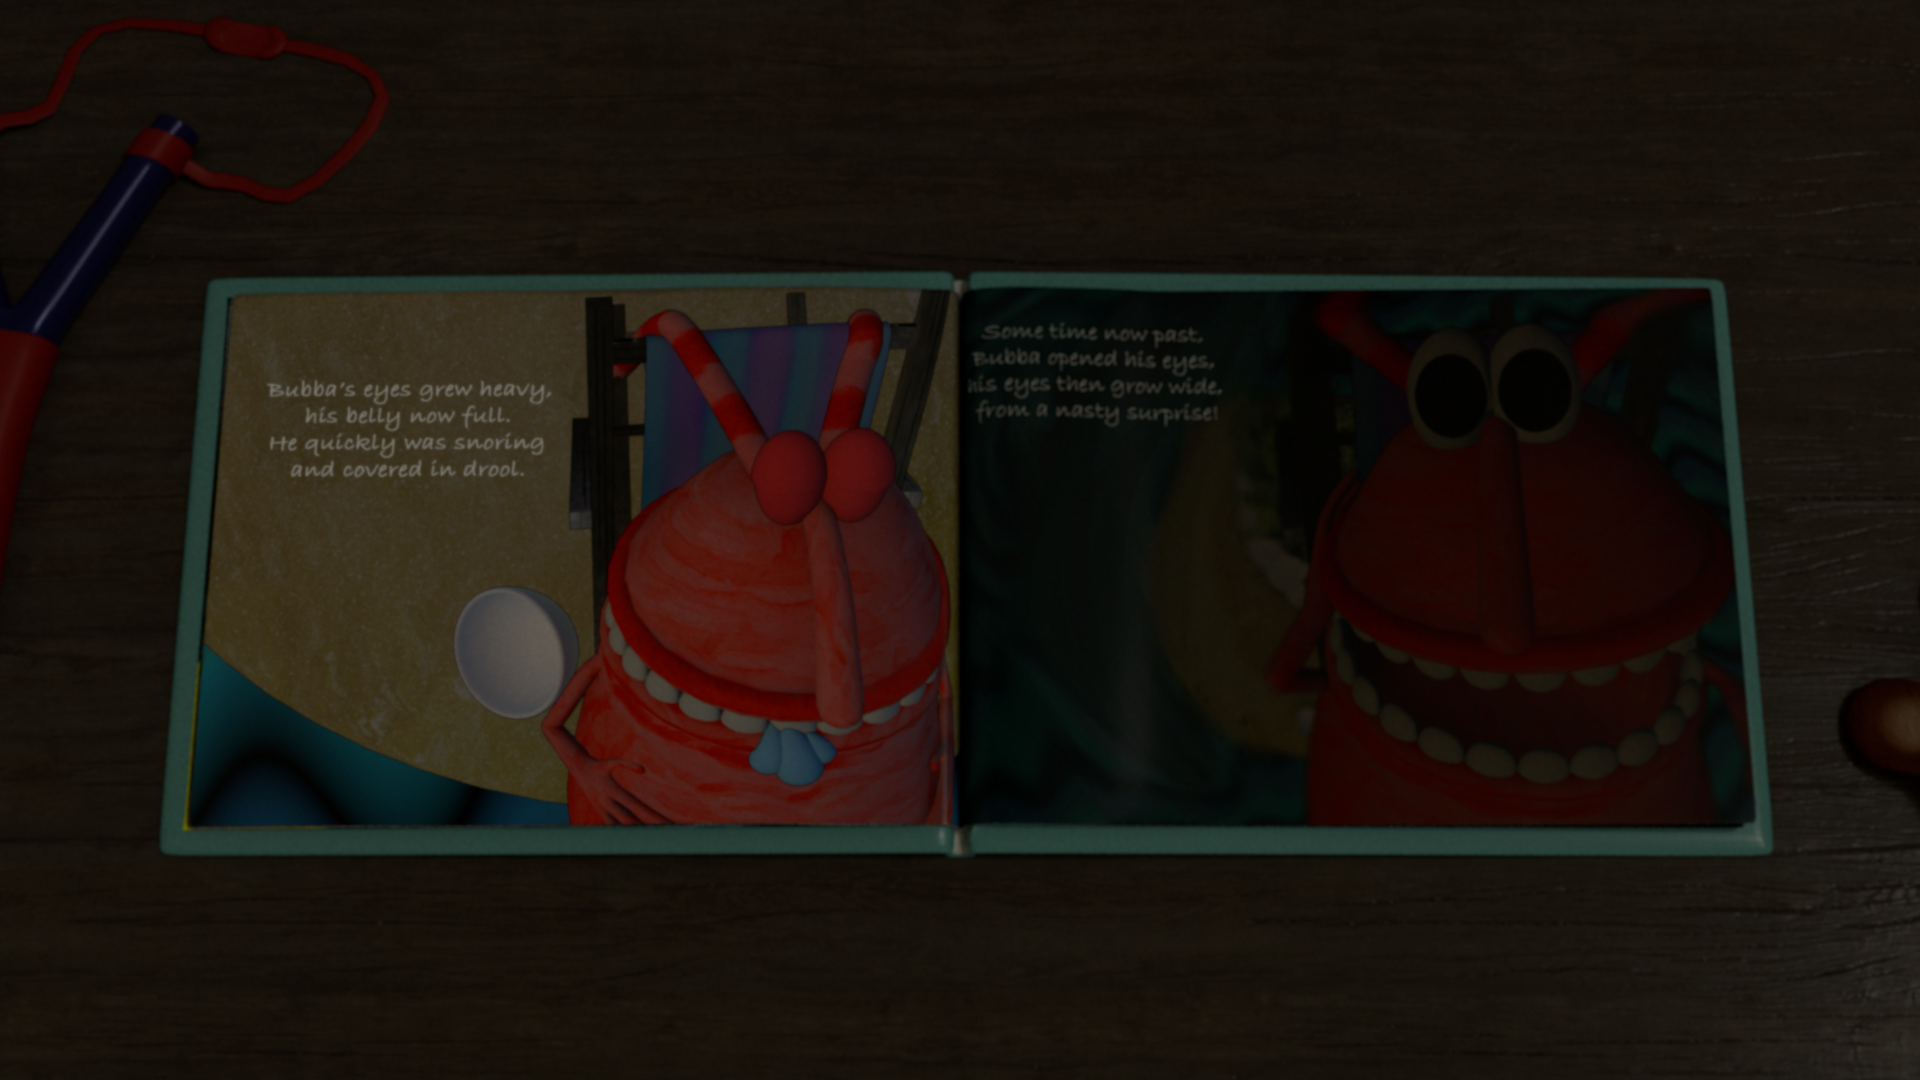 Bubba's eyes grew heavy,
his belly now full.
He quickly was snoring
and covered in drool.
Some time now past,
Bubba opened his eyes,
his eyes then grow wide,
from a nasty surprise!